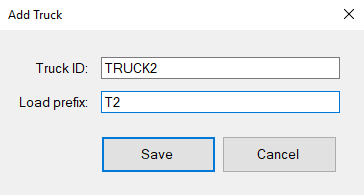 Add Truck
Truck ID: TRUCK2
Load prefix: T2
Save Cancel